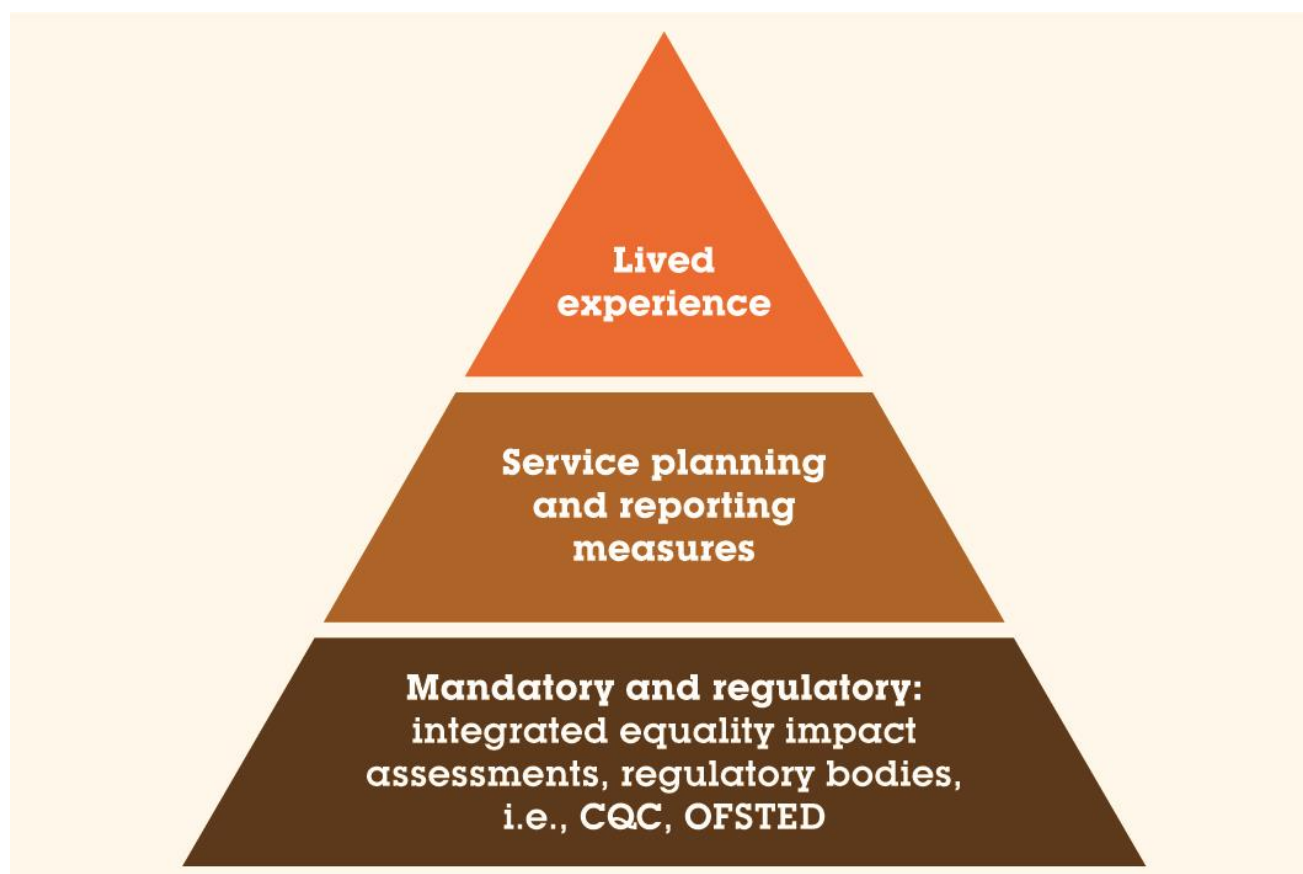 Lived
experience
Service planning
and reporting
measures
Mandatory and regulatory:
integrated equality impact
assessments, regulatory bodies,
i.e., CQC, OFSTED